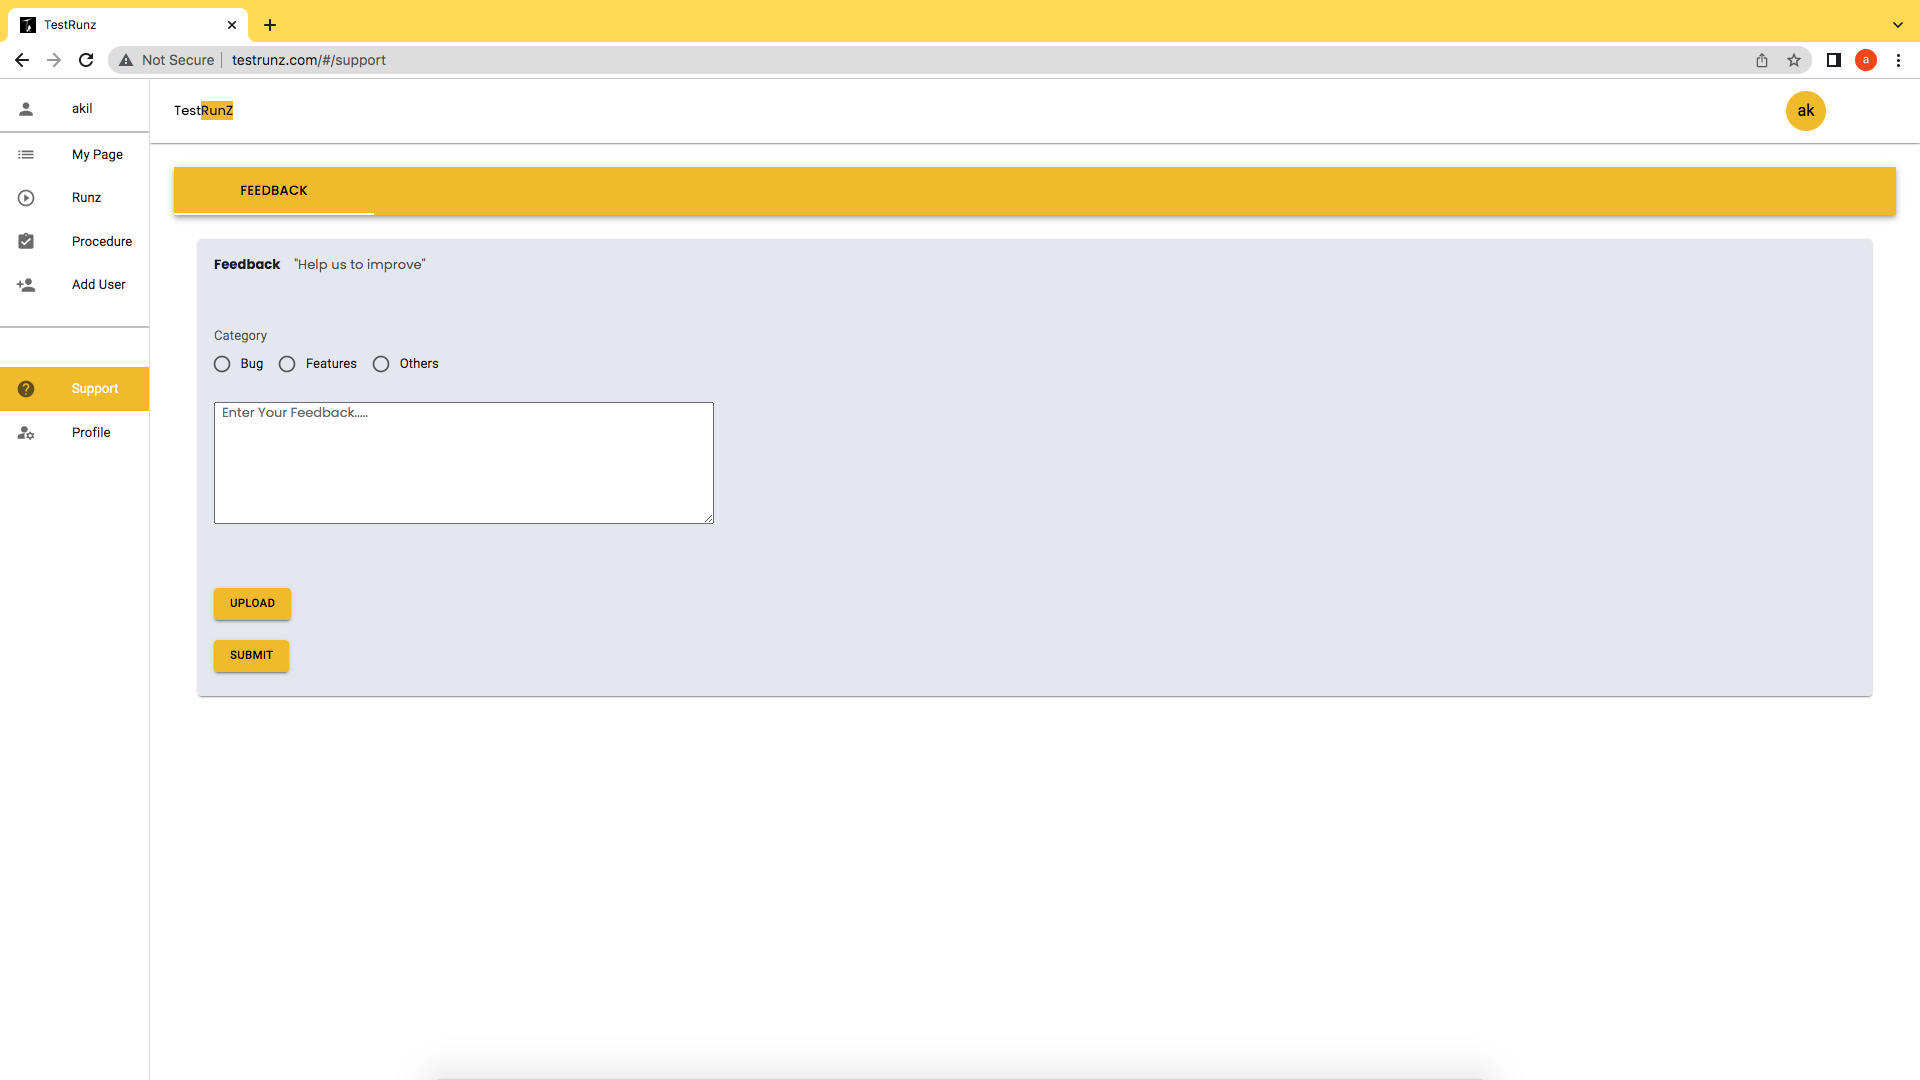 TestRunz
Not Secure testrunz.com/#/support
a
akil
TestRunZ
ak
My Page
Runz
Procedure
Add User
Support
Profile
FEEDBACK
Feedback "Help us to improve"
Category
Bug Features Others
Enter Your Feedback.....
UPLOAD
SUBMIT